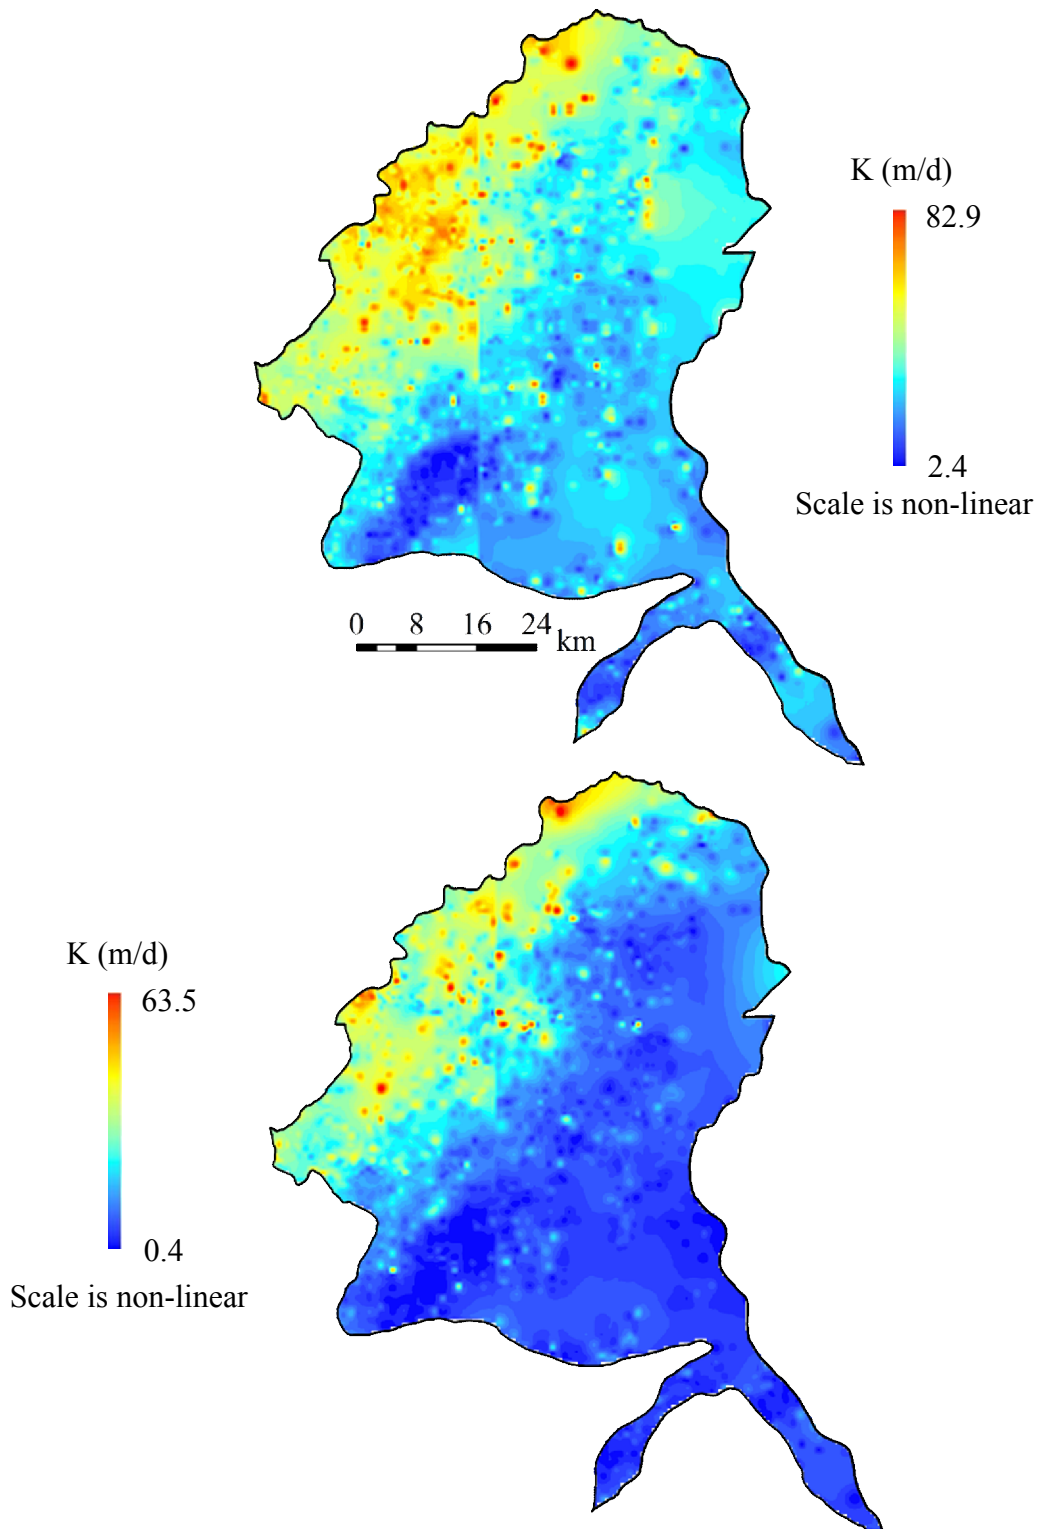 K (m/d)
82.9
2.4
Scale is non-linear
0 8 16 24 km
K (m/d)
63.5
0.4
Scale is non-linear